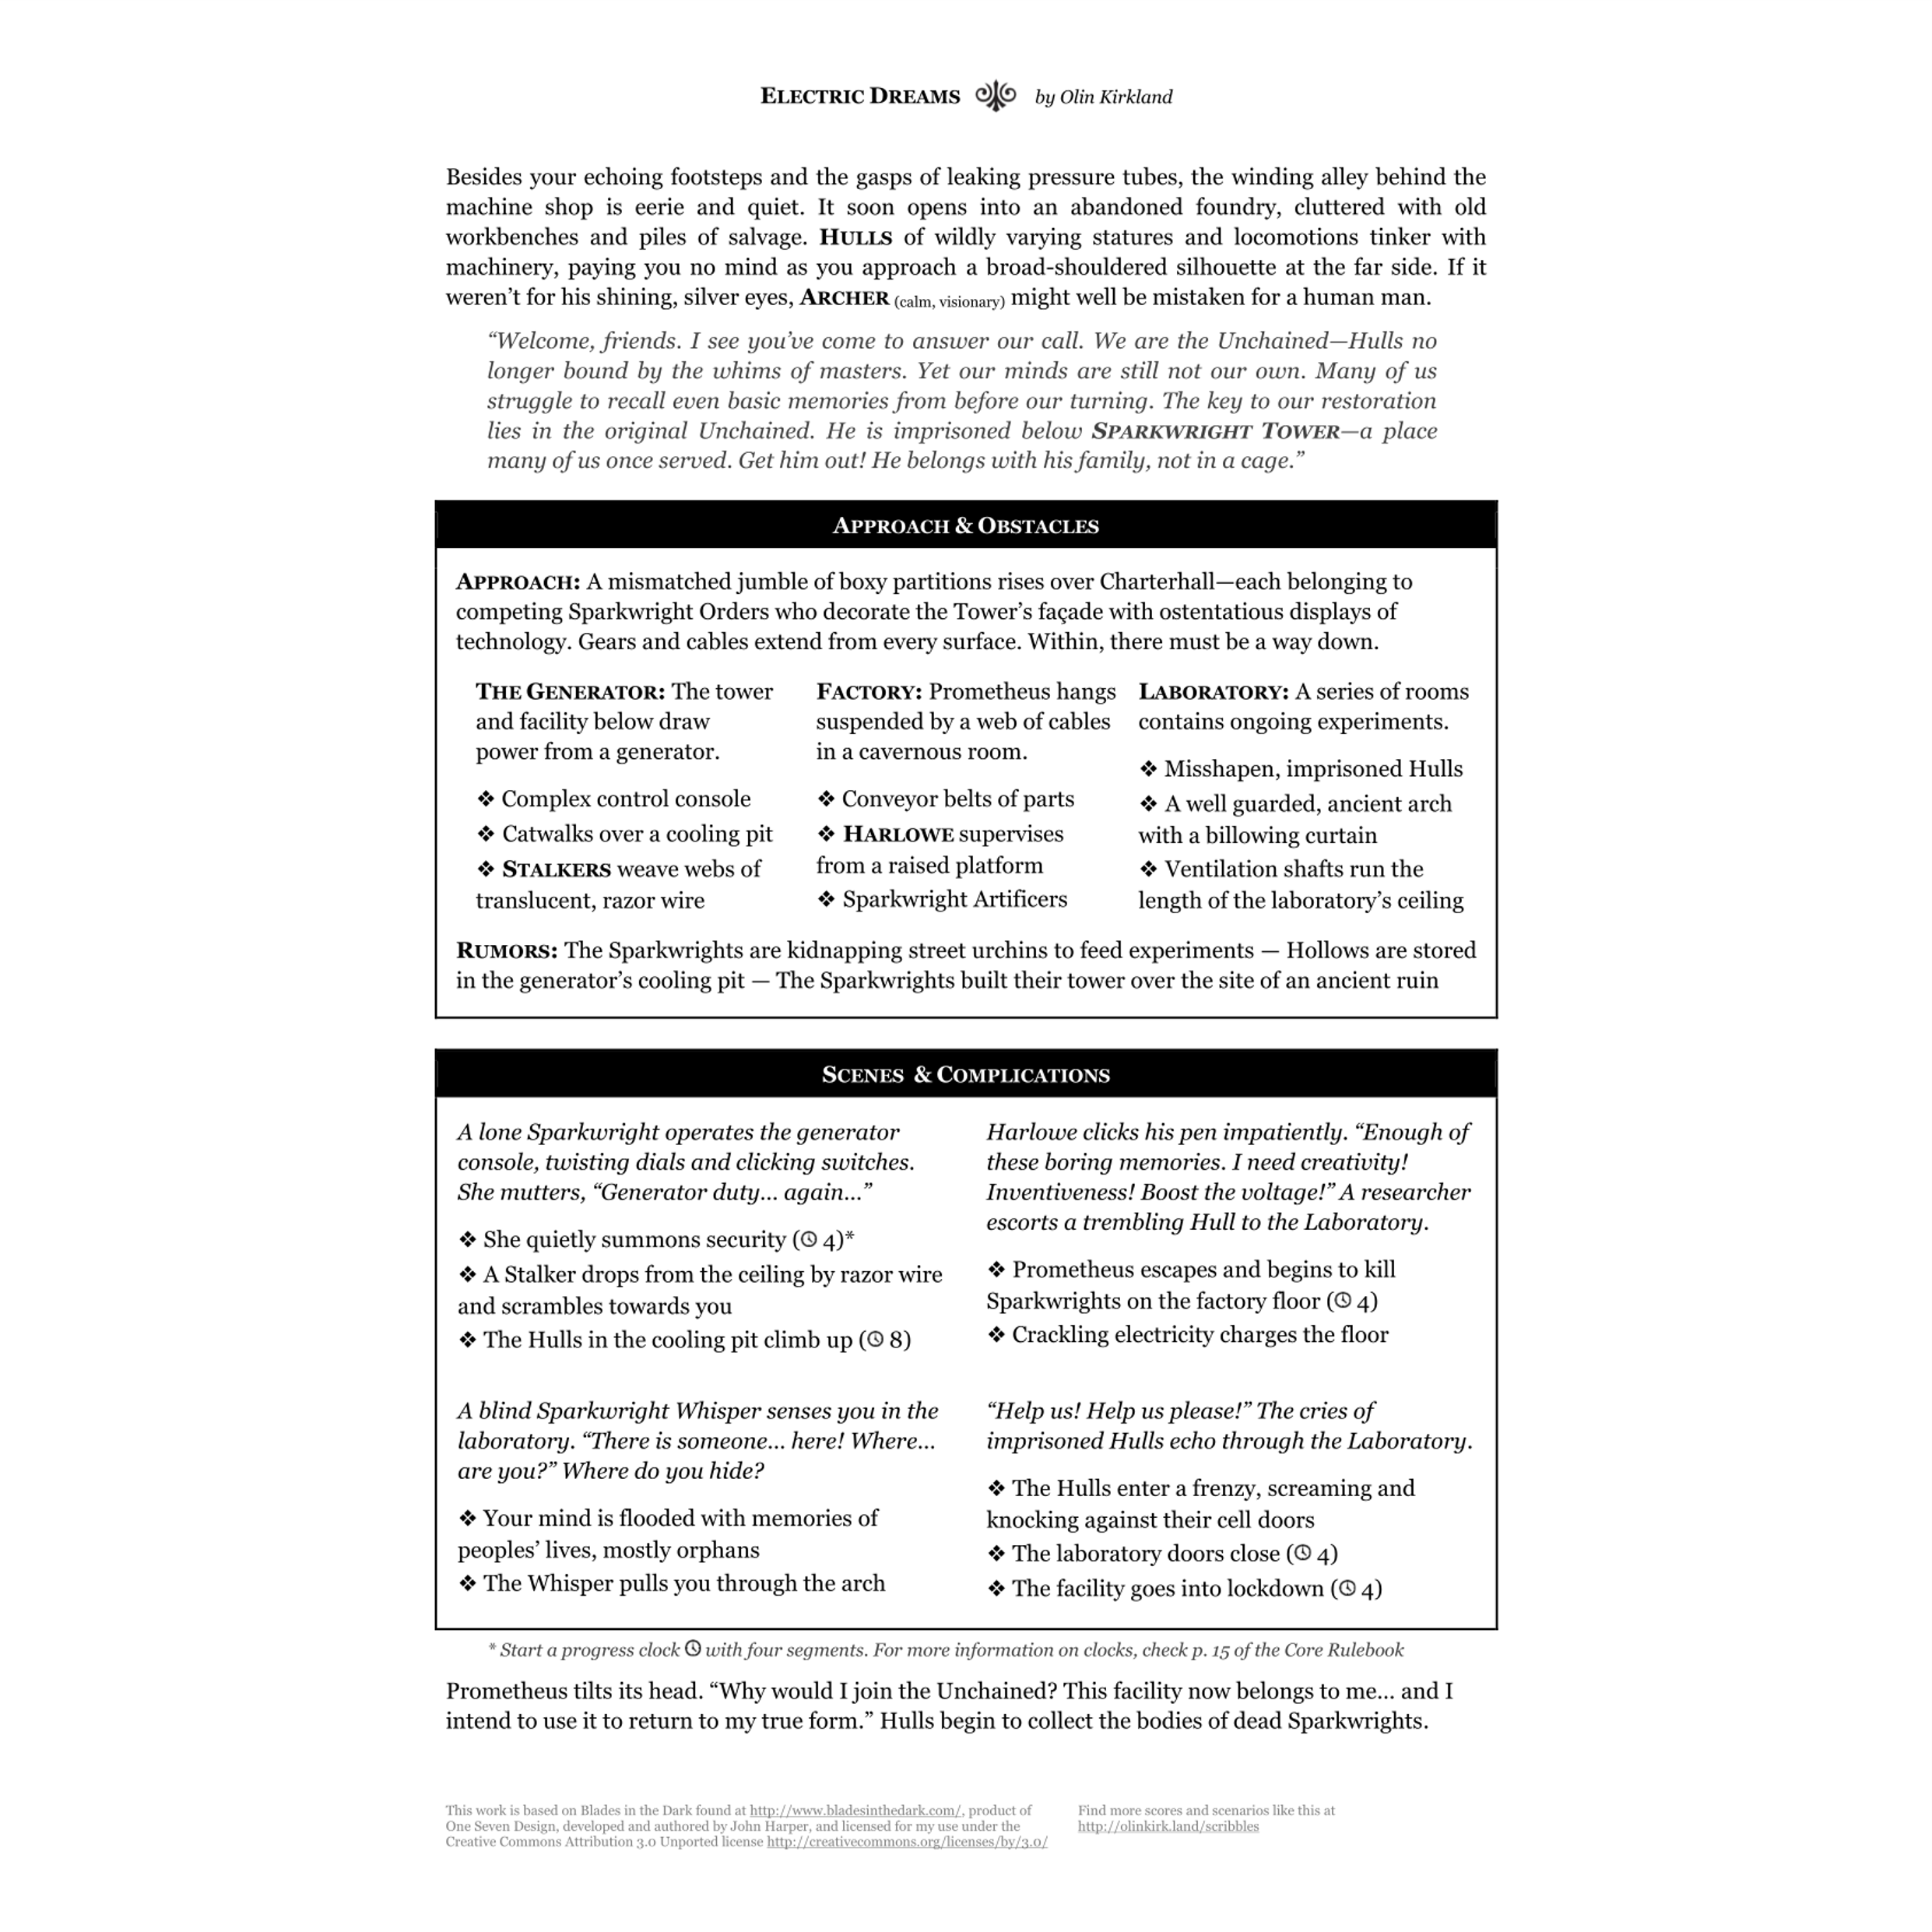 ELECTRIC DREAMS by Olin Kirkland
Besides your echoing footsteps and the gasps of leaking pressure tubes, the winding alley behind the
machine shop is eerie and quiet. It soon opens into an abandoned foundry, cluttered with old
workbenches and piles of salvage. HULLS of wildly varying statures and locomotions tinker with
machinery, paying you no mind as you approach a broad-shouldered silhouette at the far side. If it
weren’t for his shining, silver eyes, ARCHER (calm, visionary) might well be mistaken for a human man.
“Welcome, friends. I see you’ve come to answer our call. We are the Unchained—Hulls no
longer bound by the whims of masters. Yet our minds are still not our own. Many of us
struggle to recall even basic memories from before our turning. The key to our restoration
lies in the original Unchained. He is imprisoned below SPARKWRIGHT TOWER—a place
many of us once served. Get him out! He belongs with his family, not in a cage.”
APPROACH & OBSTACLES
APPROACH: A mismatched jumble of boxy partitions rises over Charterhall—each belonging to
competing Sparkwright Orders who decorate the Tower’s façade with ostentatious displays of
technology. Gears and cables extend from every surface. Within, there must be a way down.
THE GENERATOR: The tower
and facility below draw
power from a generator.
❖ Complex control console
❖ Catwalks over a cooling pit
❖ STALKERS weave webs of
translucent, razor wire
FACTORY: Prometheus hangs
suspended by a web of cables
in a cavernous room.
❖ Conveyor belts of parts
❖ HARLOWE supervises
from a raised platform
❖ Sparkwright Artificers
LABORATORY: A series of rooms
contains ongoing experiments.
❖ Misshapen, imprisoned Hulls
❖ A well guarded, ancient arch
with a billowing curtain
❖ Ventilation shafts run the
length of the laboratory’s ceiling
RUMORS: The Sparkwrights are kidnapping street urchins to feed experiments — Hollows are stored
in the generator’s cooling pit — The Sparkwrights built their tower over the site of an ancient ruin
SCENES & COMPLICATIONS
A lone Sparkwright operates the generator
console, twisting dials and clicking switches.
She mutters, “Generator duty… again…”
❖ She quietly summons security (🕓 4)*
❖ A Stalker drops from the ceiling by razor wire
and scrambles towards you
❖ The Hulls in the cooling pit climb up (🕓 8)
Harlowe clicks his pen impatiently. “Enough of
these boring memories. I need creativity!
Inventiveness! Boost the voltage!” A researcher
escorts a trembling Hull to the Laboratory.
❖ Prometheus escapes and begins to kill
Sparkwrights on the factory floor (🕓 4)
❖ Crackling electricity charges the floor
A blind Sparkwright Whisper senses you in the
laboratory. “There is someone… here! Where…
are you?” Where do you hide?
❖ Your mind is flooded with memories of
peoples’ lives, mostly orphans
❖ The Whisper pulls you through the arch
“Help us! Help us please!” The cries of
imprisoned Hulls echo through the Laboratory.
❖ The Hulls enter a frenzy, screaming and
knocking against their cell doors
❖ The laboratory doors close (🕓 4)
❖ The facility goes into lockdown (🕓 4)
* Start a progress clock 🕓 with four segments. For more information on clocks, check p. 15 of the Core Rulebook
Prometheus tilts its head. “Why would I join the Unchained? This facility now belongs to me… and I
intend to use it to return to my true form.” Hulls begin to collect the bodies of dead Sparkwrights.
This work is based on Blades in the Dark found at http://www.bladesinthedark.com/, product of
One Seven Design, developed and authored by John Harper, and licensed for my use under the
Creative Commons Attribution 3.0 Unported license http://creativecommons.org/licenses/by/3.0/
Find more scores and scenarios like this at
http://olinkirk.land/scribbles